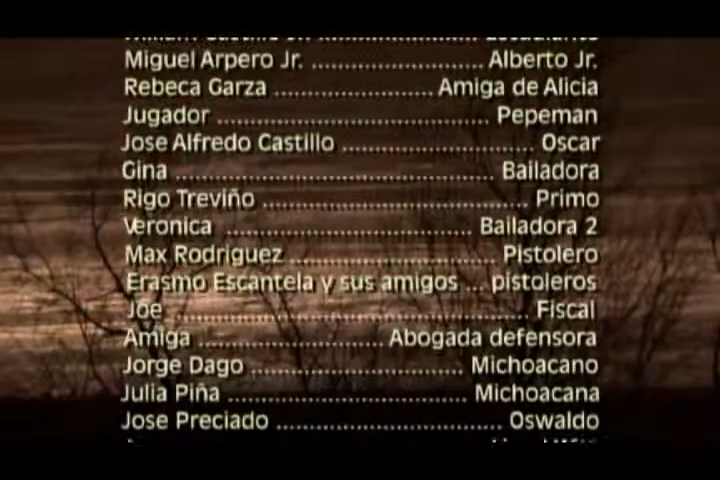 Miguel Arpero Jr. ......................... Alberto Jr.
Rebeca Garza ....................... Amiga de Alicia
Jugador ....................................... Pepeman
Jose Alfredo Castillo ........................... Oscar
Gina ............................................. Bailadora
Rigo Treviño ...................................... Primo
Veronica ................................... Bailadora 2
Max Rodriguez ............................. Pistolero
Erasmo Escantela y sus amigos ... pistoleros
Joe .................................................. Fiscal
Amiga .......................... Abogada defensora
Jorge Dago ............................... Michoacano
Julia Piña .................................. Michoacana
Jose Preciado ................................ Oswaldo